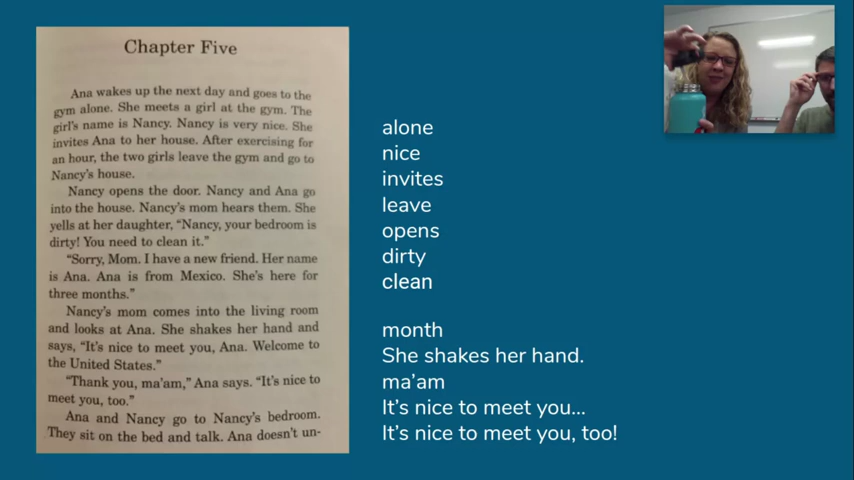 Chapter Five
Ana wakes up the next day and goes to the
gym alone. She meets a girl at the gym. The
girl's name is Nancy. Nancy is very nice. She
invites Ana to her house. After exercising for
an hour, the two girls leave the gym and go to
Nancy's house.
Nancy opens the door. Nancy and Ana go
into the house. Nancy's mom hears them. She
yells at her daughter, "Nancy, your bedroom is
dirty! You need to clean it."
"Sorry, Mom. I have a new friend. Her name
is Ana. Ana is from Mexico. She's here for
three months."
Nancy's mom comes into the living room
and looks at Ana. She shakes her hand and
says, "It's nice to meet you, Ana. Welcome to
the United States."
"Thank you, ma'am," Ana says. "It's nice to
meet you, too."
Ana and Nancy go to Nancy's bedroom.
They sit on the bed and talk. Ana doesn't un-
alone
nice
invites
leave
opens
dirty
clean
month
She shakes her hand.
ma'am
It's nice to meet you...
It's nice to meet you, too!